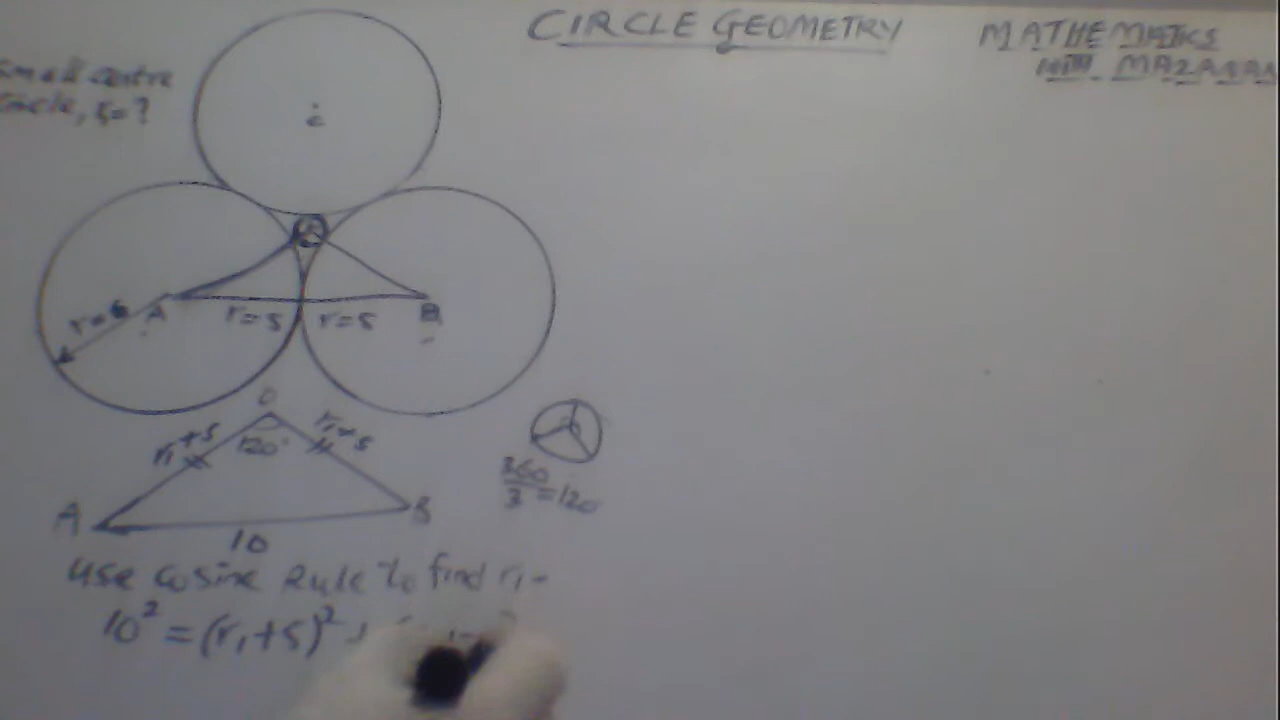 CIRCLE GEOMETRY
MATHEMATICS
WITH
small centre
circle, r₁=?
c
A
B
r=5
r=5
O
r₁+5
r₁+5
120°
A
B
10
360/3 = 120
Use cosine Rule to find r₁-
10² = (r₁+5)²